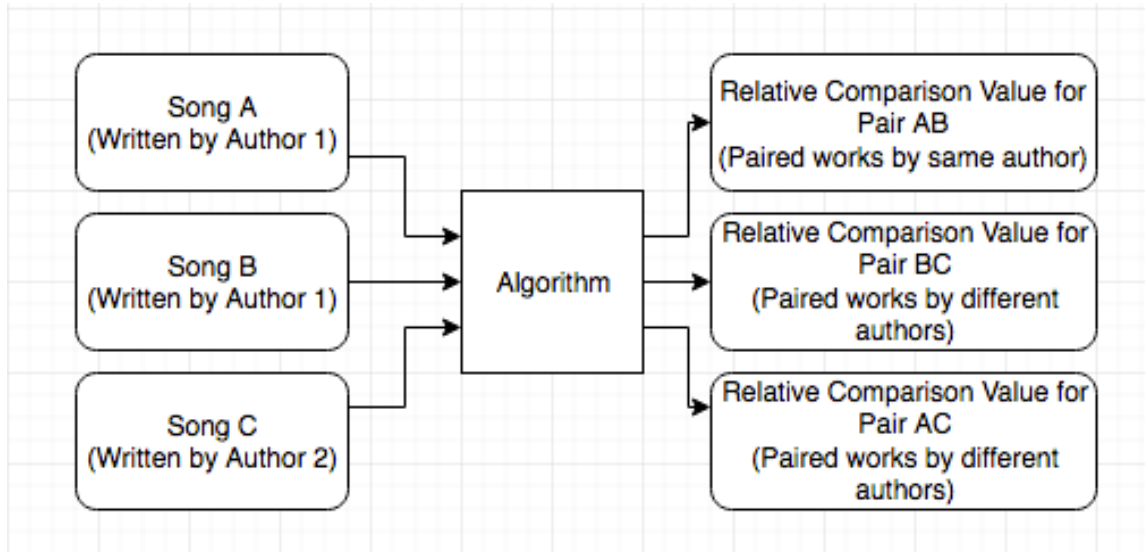 Song A
(Written by Author 1)
Song B
(Written by Author 1)
Song C
(Written by Author 2)
Algorithm
Relative Comparison Value for
Pair AB
(Paired works by same author)
Relative Comparison Value for
Pair BC
(Paired works by different
authors)
Relative Comparison Value for
Pair AC
(Paired works by different
authors)